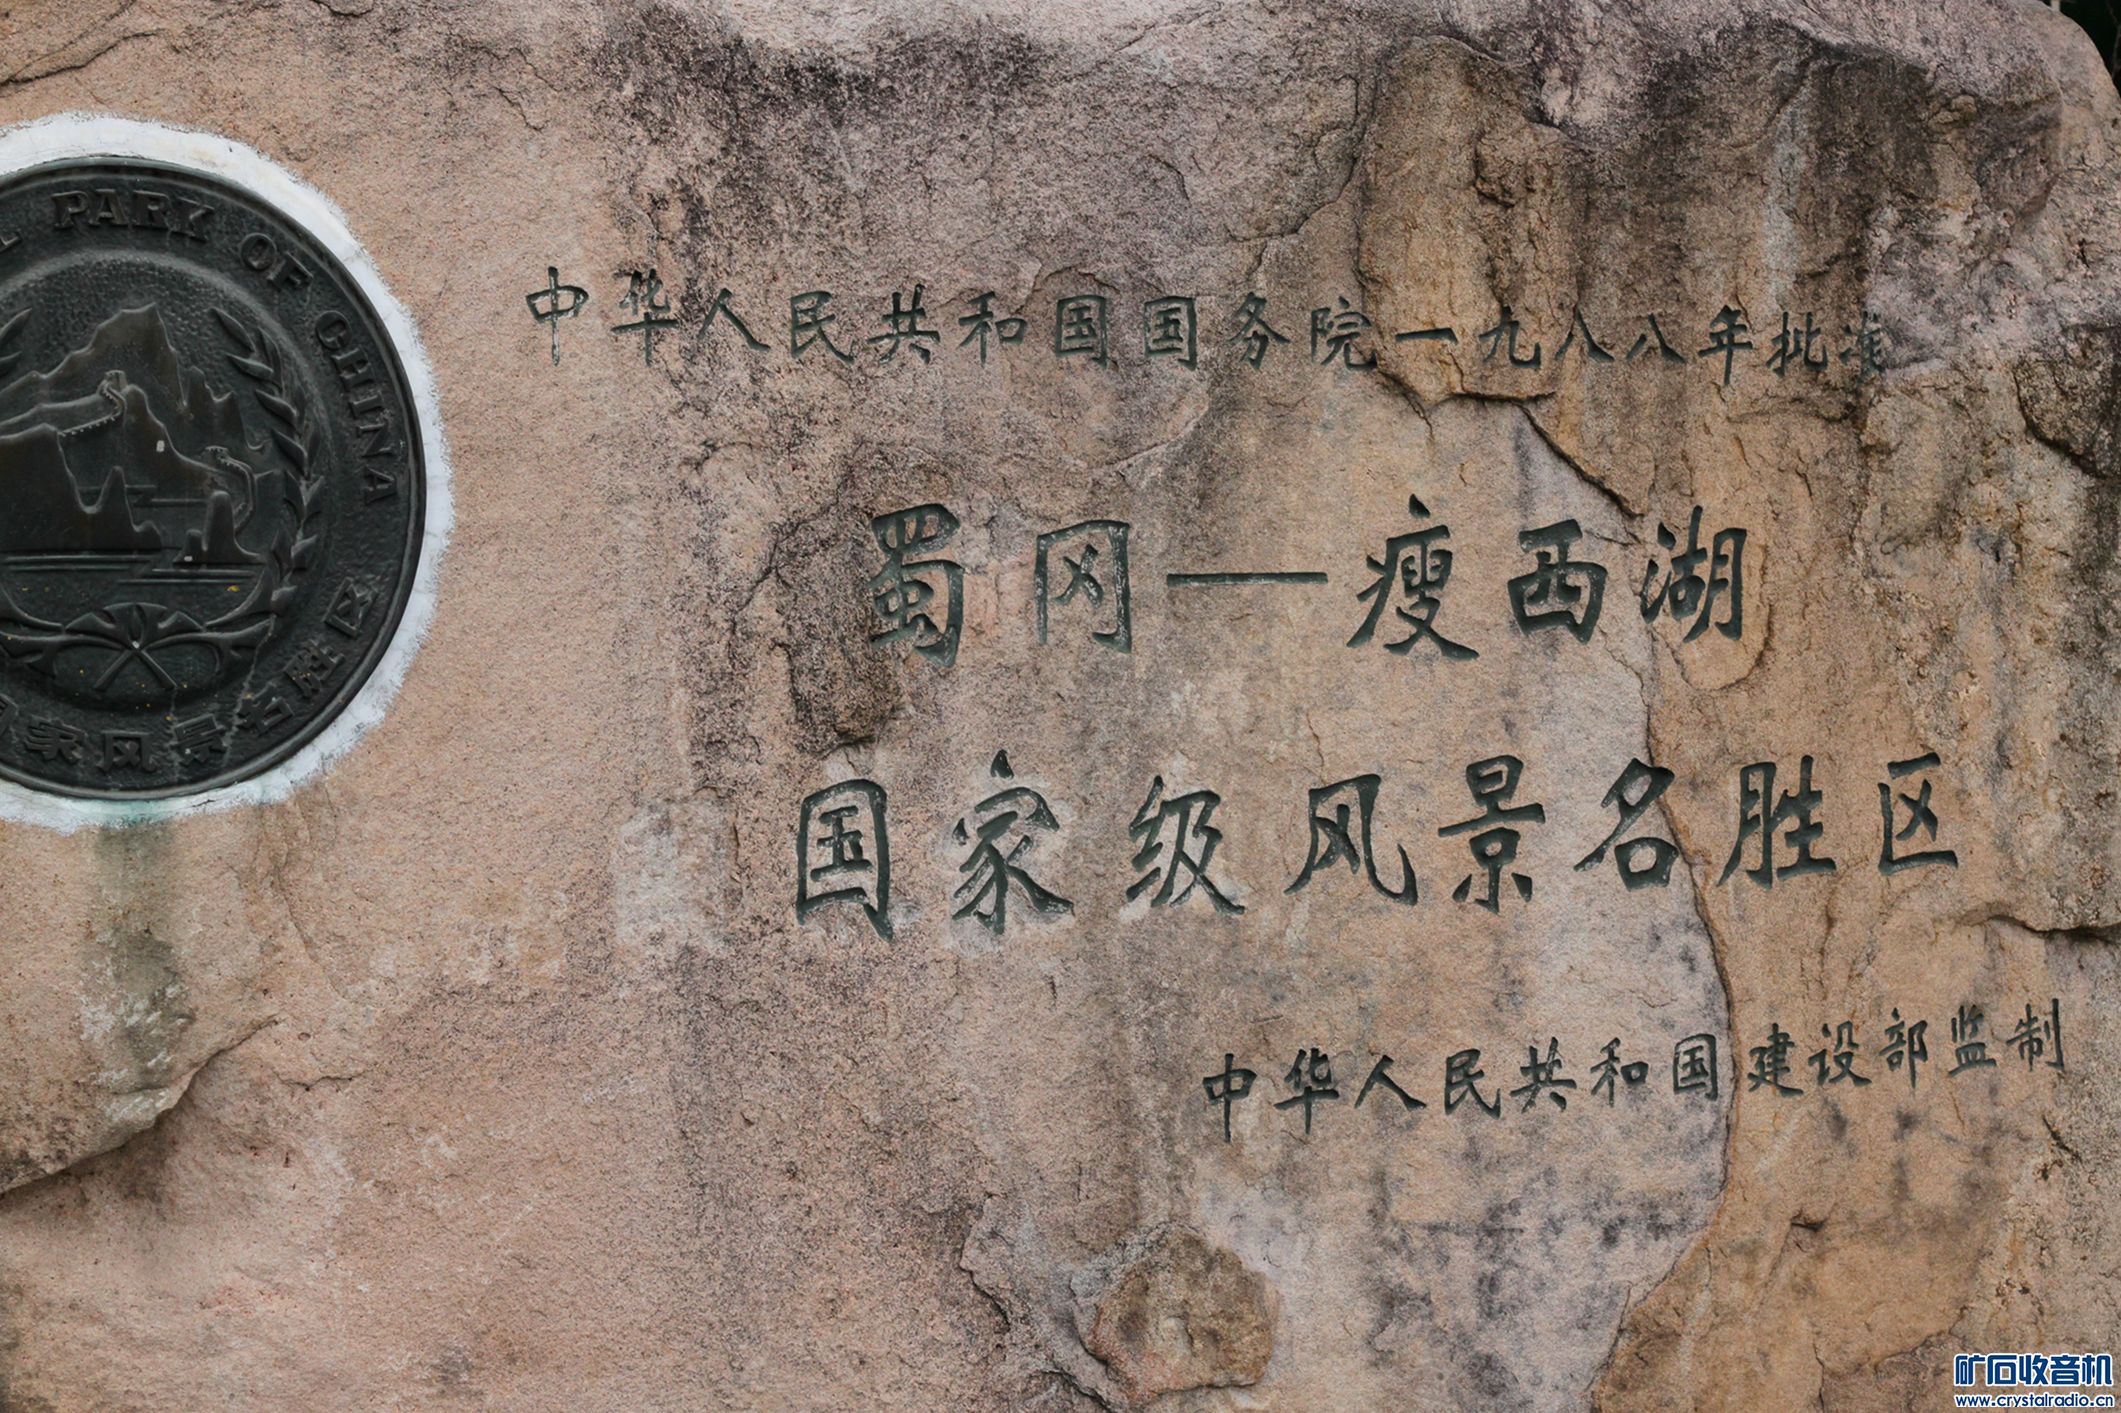 PARK OF CHINA
家风景名胜区
中华人民共和国国务院一九八八年批准
蜀冈—瘦西湖
国家级风景名胜区
中华人民共和国建设部监制
矿石收音机
www.crystalradio.cn